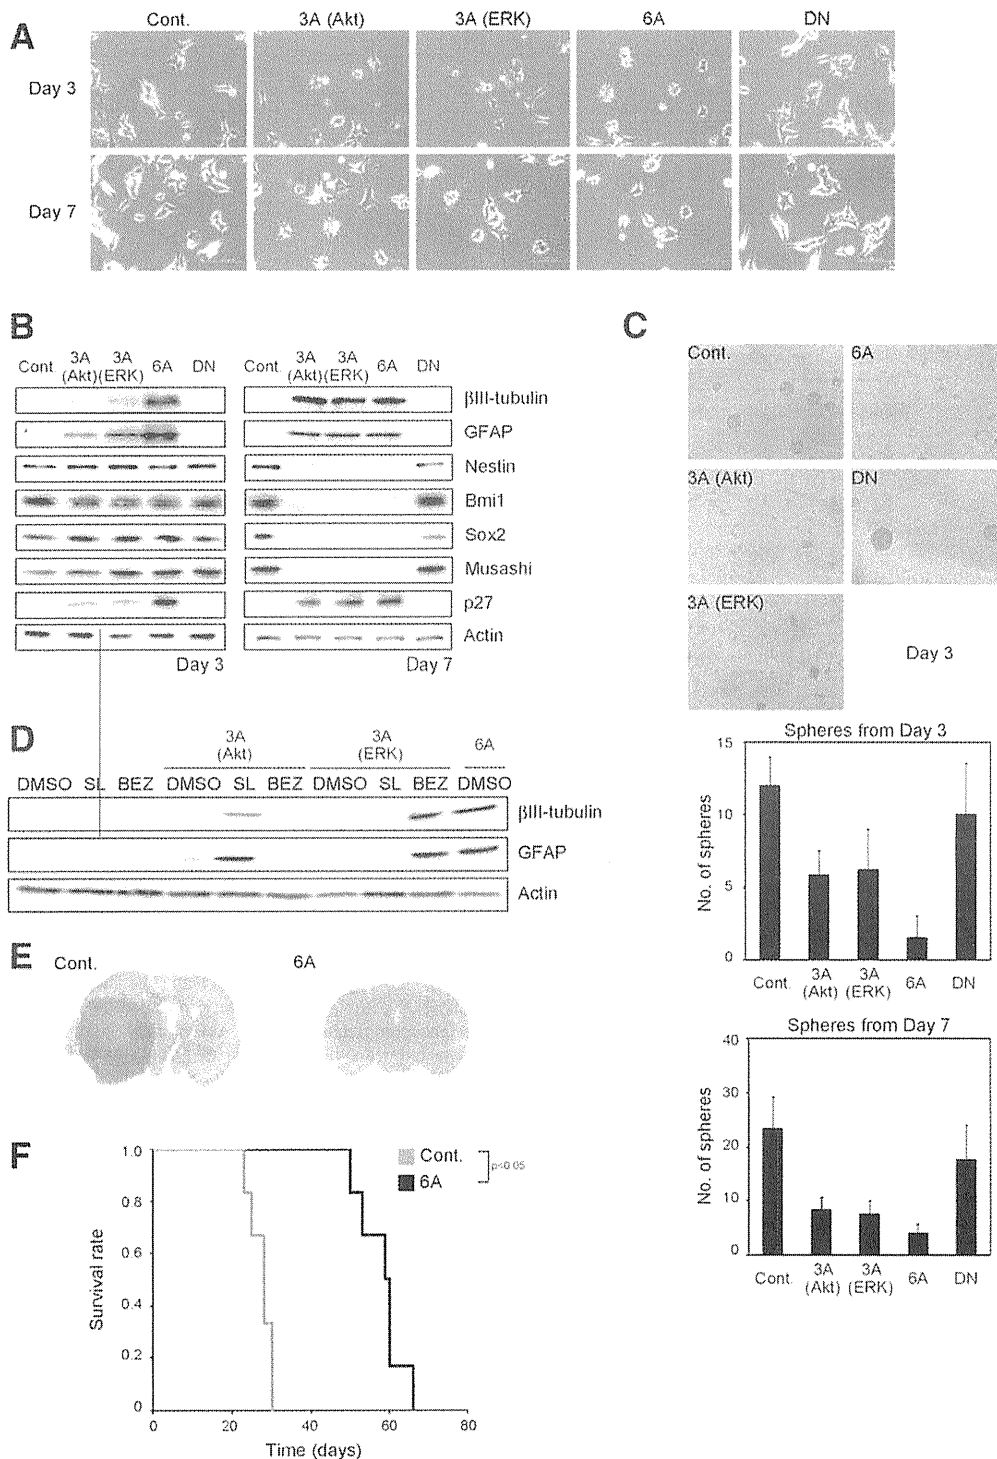 A
Cont. 3A (Akt) 3A (ERK) 6A DN
Day 3
Day 7
B
Cont. 3A (Akt) 3A (ERK) 6A DN
Cont. 3A (Akt) 3A (ERK) 6A DN
βIII-tubulin
GFAP
Nestin
Bmi1
Sox2
Musashi
p27
Actin
Day 3
Day 7
C
Cont.
6A
3A (Akt)
DN
3A (ERK)
Day 3
Spheres from Day 3
No. of spheres
15
10
5
0
Cont. 3A (Akt) 3A (ERK) 6A DN
Spheres from Day 7
No. of spheres
40
30
20
10
0
Cont. 3A (Akt) 3A (ERK) 6A DN
D
3A (Akt)
3A (ERK)
6A
DMSO SL BEZ DMSO SL BEZ DMSO SL BEZ DMSO
βIII-tubulin
GFAP
Actin
E
Cont.
6A
F
Survival rate
1.0
0.8
0.6
0.4
0.2
0
0 20 40 60 80
Time (days)
Cont.
6A
p<0.05